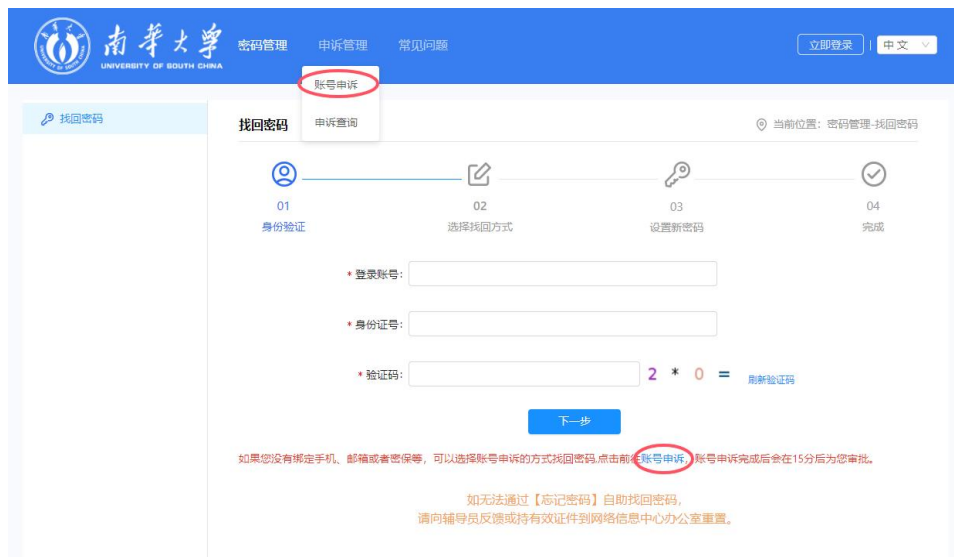 南华大学
UNIVERSITY OF SOUTH CHINA
密码管理 申诉管理 常见问题
立即登录 | 中文
账号申诉
申诉查询
找回密码
找回密码
当前位置：密码管理-找回密码
01 02 03 04
身份验证 选择找回方式 设置新密码 完成
* 登录账号：
* 身份证号：
* 验证码： 2 * 0 = 刷新验证码
下一步
如果您没有绑定手机、邮箱或者密保等，可以选择账号申诉的方式找回密码.点击前往账号申诉，账号申诉完成后会在15分后为您审批。
如无法通过【忘记密码】自助找回密码，
请向辅导员反馈或持有效证件到网络信息中心办公室重置。